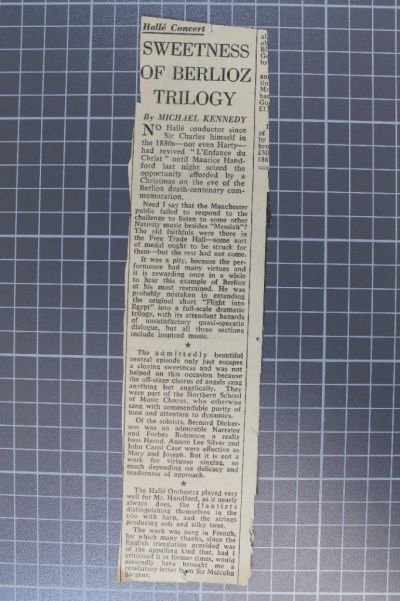 Hallé Concert
SWEETNESS
OF BERLIOZ
TRILOGY
By MICHAEL KENNEDY
NO Hallé conductor since
Sir Charles himself in
the 1880s—not even Harty—
had revived "L'Enfance du
Christ" until Maurice Hand-
ford last night seized the
opportunity afforded by a
Christmas on the eve of the
Berlioz death-centenary com-
memoration.
Need I say that the Manchester
public failed to respond to the
challenge to listen to some other
Nativity music besides "Messiah"?
The old faithfuls were there in
the Free Trade Hall—some sort
of medal ought to be struck for
them—but the rest had not come.
It was a pity, because the per-
formance had many virtues and
it is rewarding once in a while
to hear this example of Berlioz
at his most restrained. He was
probably mistaken in extending
the original short "Flight into
Egypt" into a full-scale dramatic
trilogy, with its attendant hazards
of unsatisfactory quasi-operatic
dialogue, but all three sections
include inspired music.
★
The admittedly beautiful
central episode only just escapes
a cloying sweetness and was not
helped on this occasion because
the off-stage chorus of angels sang
anything but angelically. They
were part of the Northern School
of Music Chorus, who otherwise
sang with commendable purity of
tone and attention to dynamics.
Of the soloists, Bernard Dicker-
son was an admirable Narrator
and Forbes Robinson a really
bass Herod. Annon Lee Silver and
John Carol Case were effective as
Mary and Joseph. But it is not a
work for virtuoso singing, so
much depending on delicacy and
tenderness of approach.
★
The Hallé Orchestra played very
well for Mr. Handford, as it nearly
always does, the flautists
distinguishing themselves in the
trio with harp, and the strings
producing soft and silky tone.
The work was sung in French,
for which many thanks, since the
English translation provided was
of the appalling kind that, had I
criticised it in former times, would
assuredly have brought me a
retaliatory letter from Sir Malcolm
Sargent.